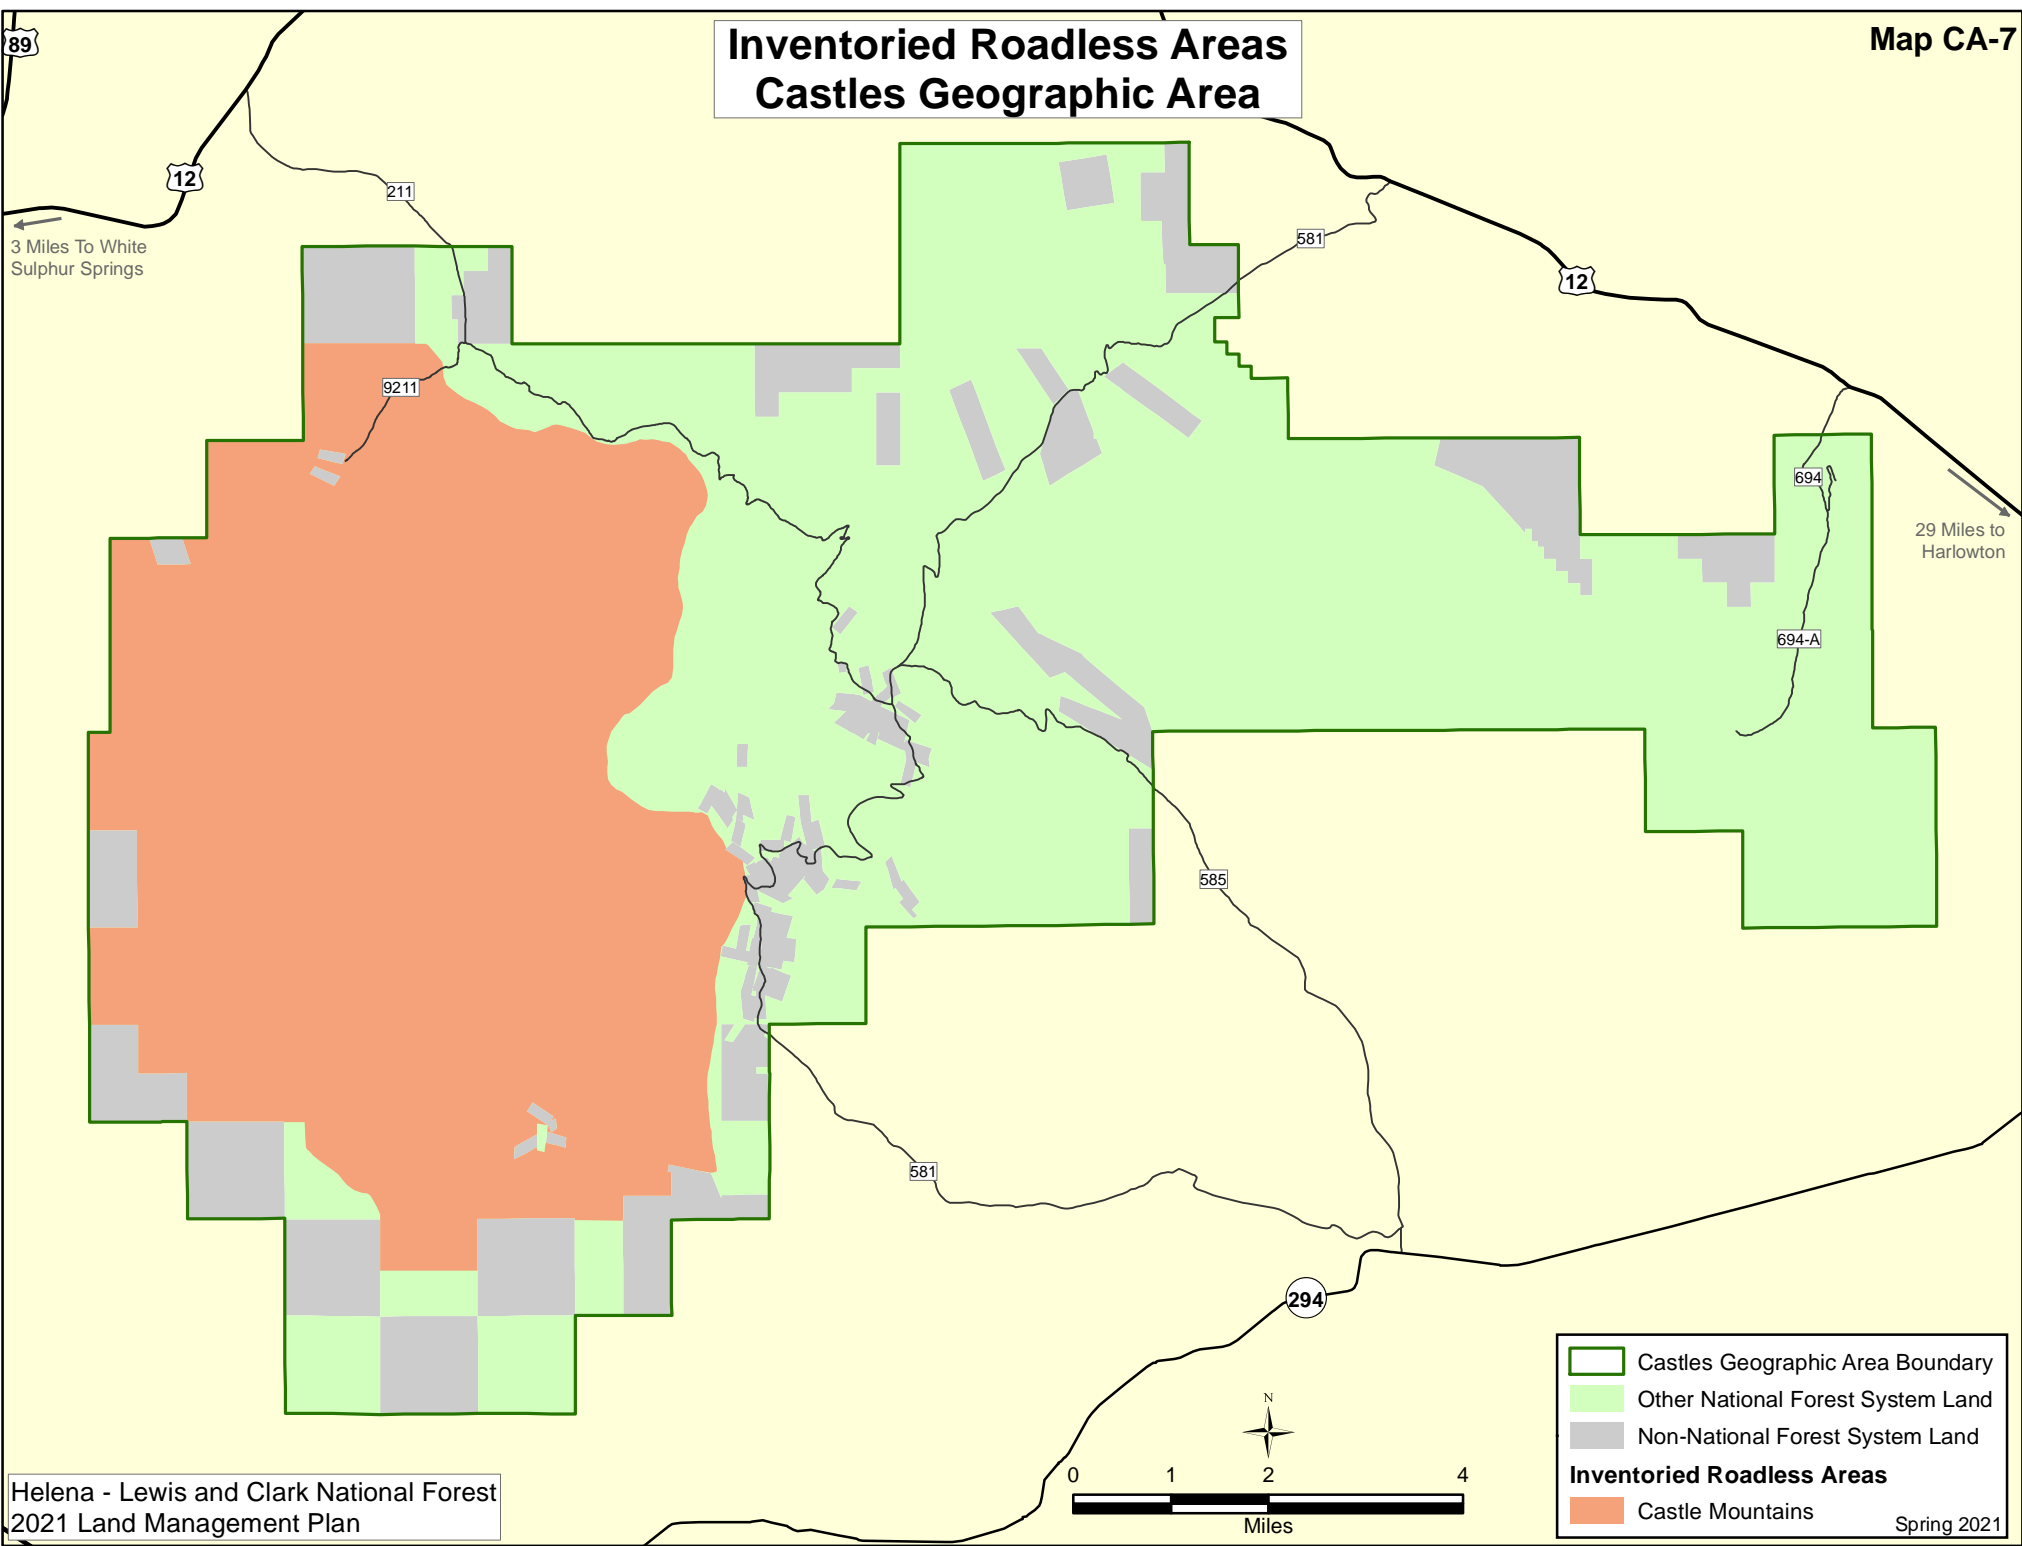 Inventoried Roadless Areas
Castles Geographic Area
Map CA-7
89
12
211
3 Miles To White
Sulphur Springs
581
12
9211
694
29 Miles to
Harlowton
694-A
585
581
294
N
0 1 2 4
Miles
Castles Geographic Area Boundary
Other National Forest System Land
Non-National Forest System Land
Inventoried Roadless Areas
Castle Mountains
Spring 2021
Helena - Lewis and Clark National Forest
2021 Land Management Plan